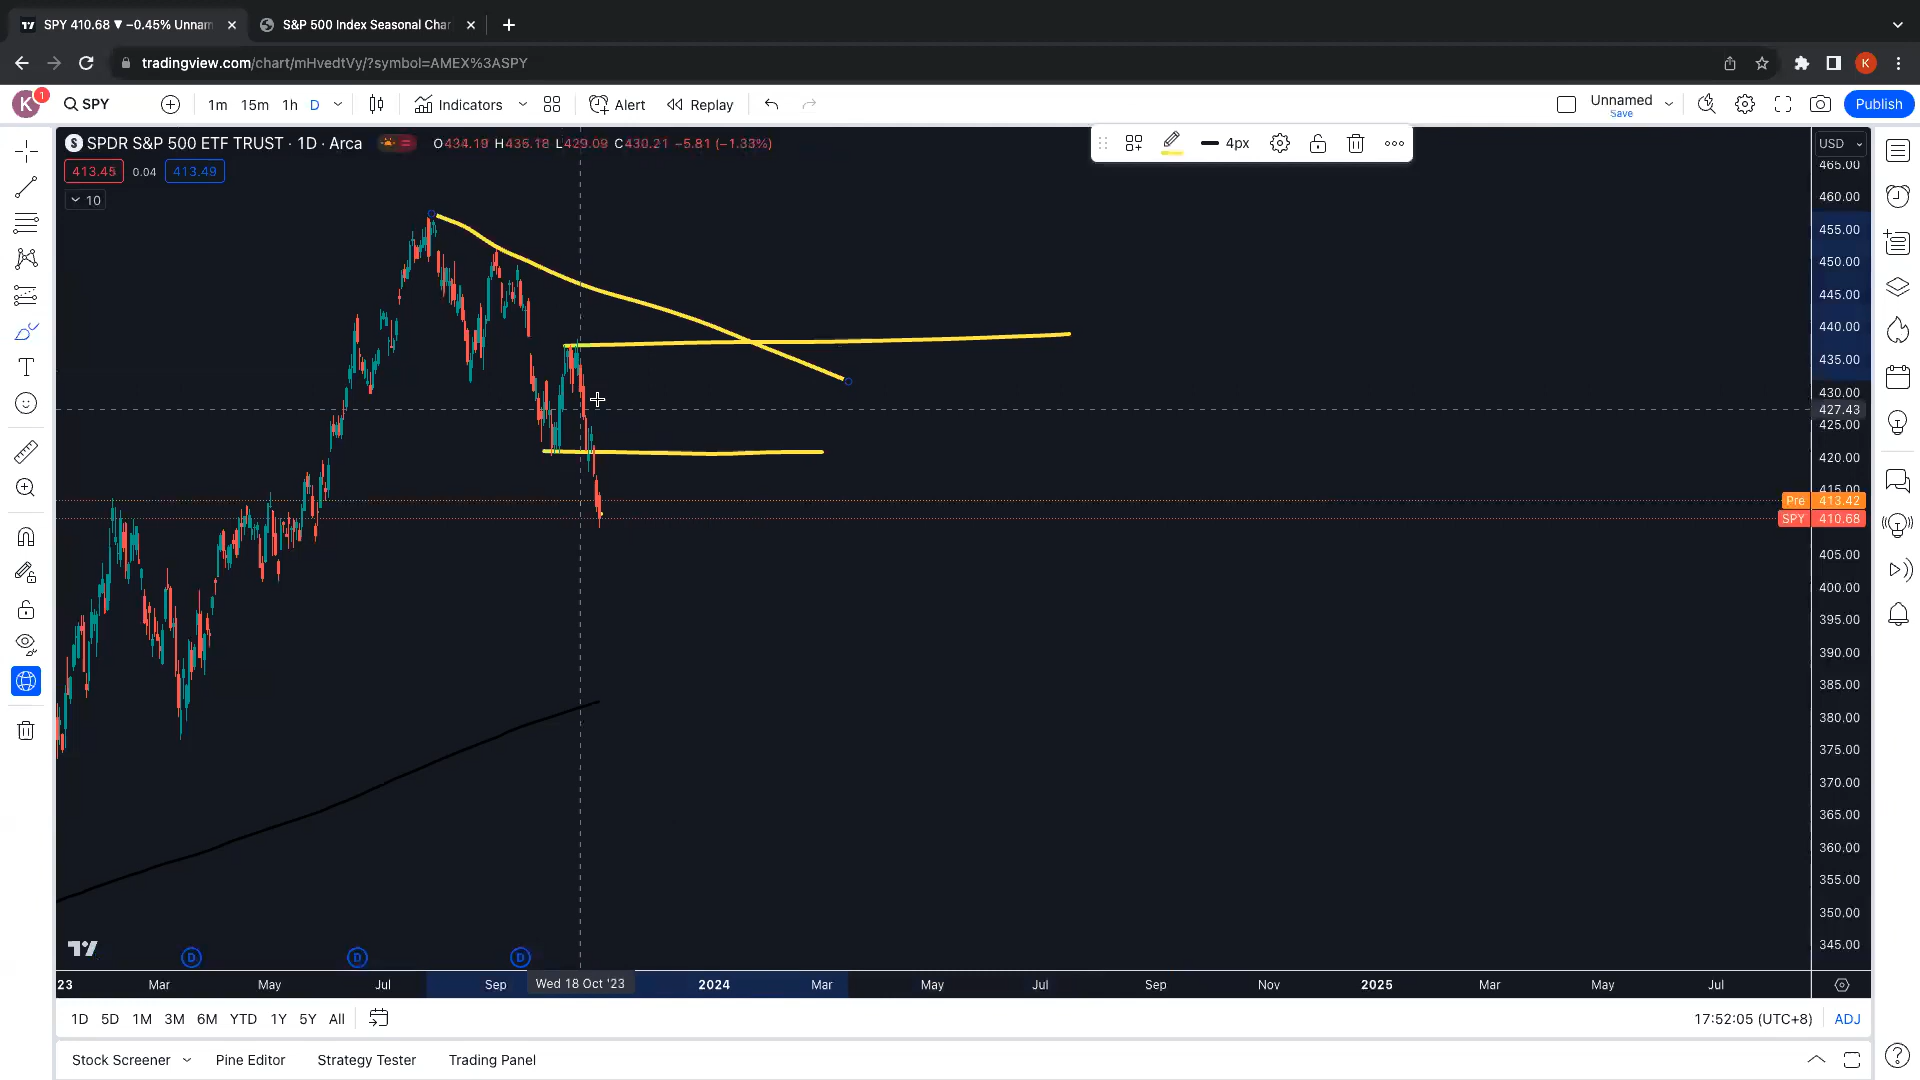 SPY 410.68 ▼ −0.45% Unnam
S&P 500 Index Seasonal Char
tradingview.com/chart/mHvedtVy/?symbol=AMEX%3ASPY
K
K 1
SPY
1m 15m 1h D
Indicators
Alert
Replay
Unnamed
Save
Publish
S SPDR S&P 500 ETF TRUST · 1D · Arca
O434.19 H435.18 L429.09 C430.21 −5.81 (−1.33%)
4px
USD
413.45 0.04 413.49
10
465.00
460.00
455.00
450.00
445.00
440.00
435.00
430.00
427.43
425.00
420.00
415.00
Pre 413.42
SPY 410.68
405.00
400.00
395.00
390.00
385.00
380.00
375.00
370.00
365.00
360.00
355.00
350.00
345.00
T
D D D
23 Mar May Jul Sep Wed 18 Oct '23 2024 Mar May Jul Sep Nov 2025 Mar May Jul
1D 5D 1M 3M 6M YTD 1Y 5Y All
17:52:05 (UTC+8) ADJ
Stock Screener Pine Editor Strategy Tester Trading Panel